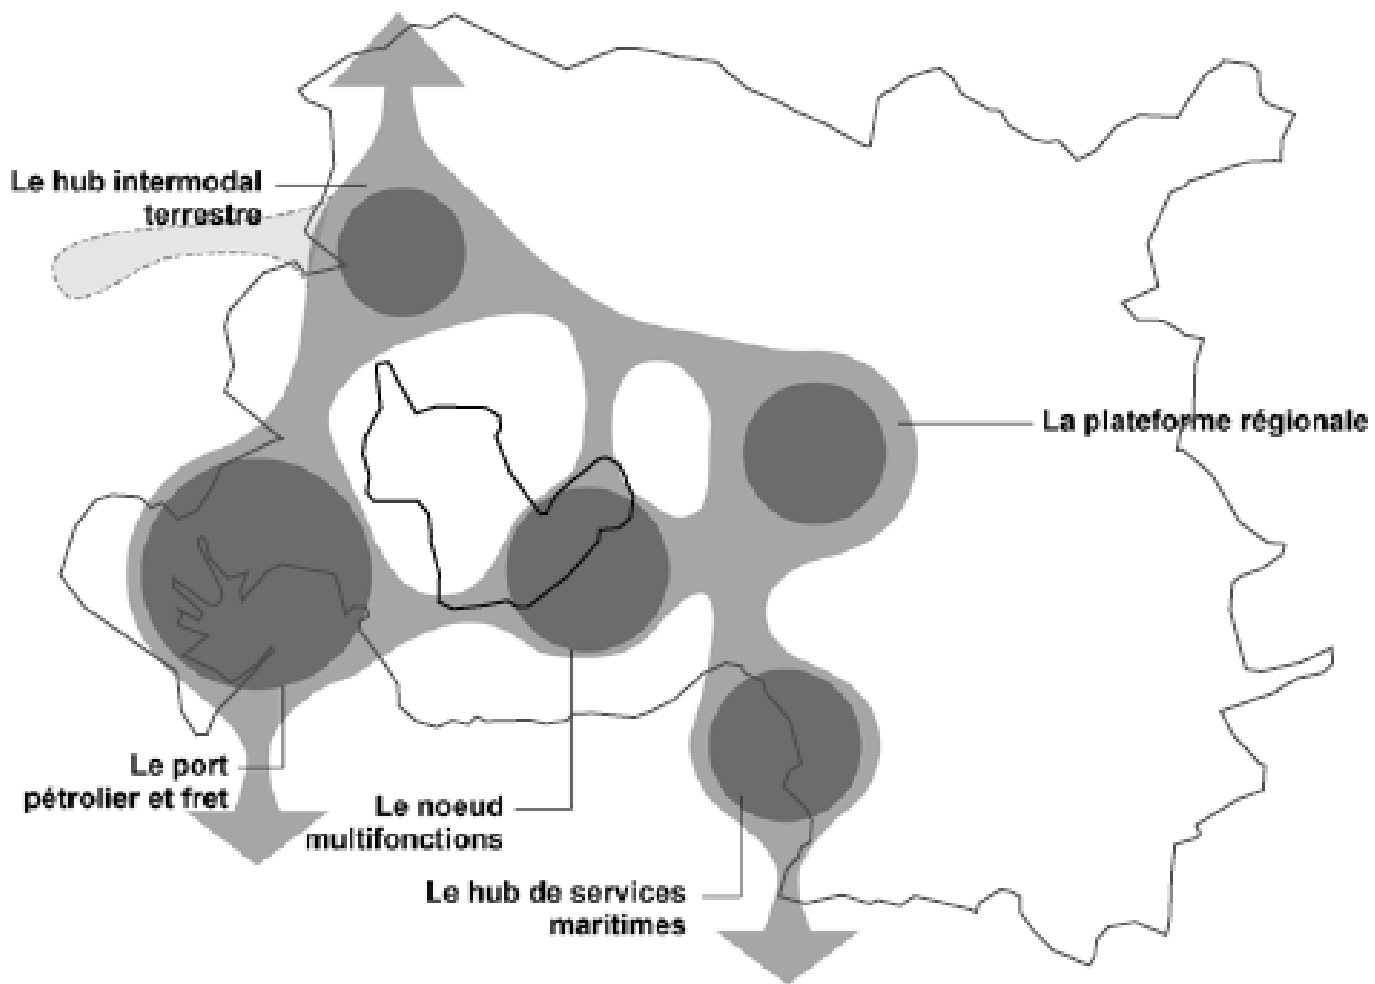 Le hub intermodal
terrestre
La plateforme régionale
Le port
pétrolier et fret
Le noeud
multifonctions
Le hub de services
maritimes